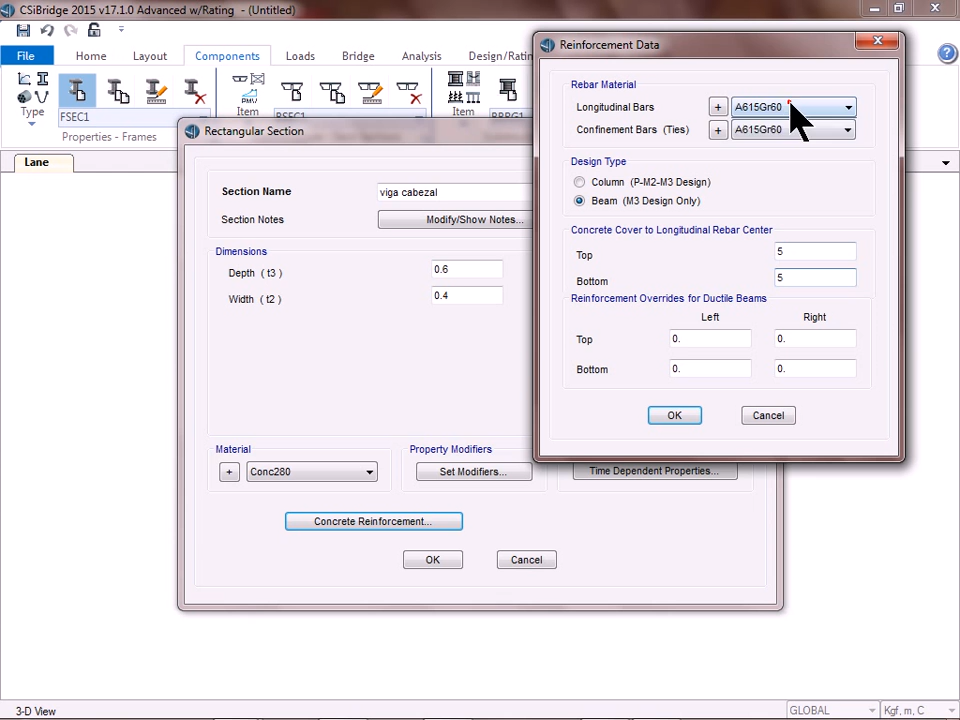 CSiBridge 2015 v17.1.0 Advanced w/Rating - (Untitled)
File
Home
Layout
Components
Loads
Bridge
Analysis
Design/Ratin
Type
FSEC1
Item
Item
Properties - Frames
Lane
Rectangular Section
Section Name
viga cabezal
Section Notes
Modify/Show Notes...
Dimensions
Depth ( t3 )
0.6
Width ( t2 )
0.4
Material
+
Conc280
Property Modifiers
Set Modifiers...
Time Dependent Properties...
Concrete Reinforcement...
OK
Cancel
Reinforcement Data
Rebar Material
Longitudinal Bars
+
A615Gr60
Confinement Bars (Ties)
+
A615Gr60
Design Type
Column (P-M2-M3 Design)
Beam (M3 Design Only)
Concrete Cover to Longitudinal Rebar Center
Top
5
Bottom
5
Reinforcement Overrides for Ductile Beams
Left
Right
Top
0.
0.
Bottom
0.
0.
OK
Cancel
3-D View
GLOBAL
Kgf, m, C